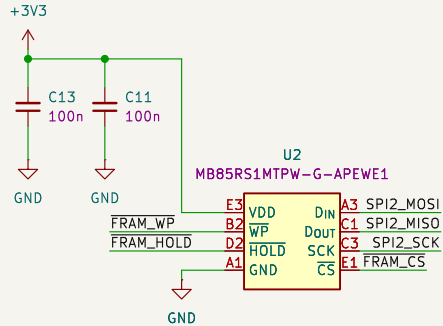 +3V3
C13
100n
C11
100n
GND
GND
U2
MB85RS1MTPW-G-APEWE1
FRAM_WP B2 WP
FRAM_HOLD D2 HOLD
E3 VDD
A1 GND
DIN A3 SPI2_MOSI
DOUT C1 SPI2_MISO
SCK C3 SPI2_SCK
CS E1 FRAM_CS
GND